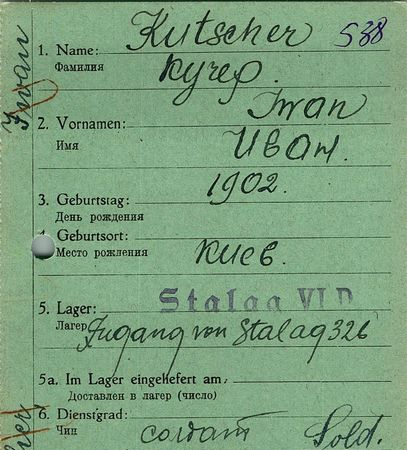 Kutscher 588
1. Name:
Фамилия
Кучер.
Iwan
2. Vornamen:
Имя
Иван.
1902.
3. Geburtstag:
День рождения
Geburtsort:
Место рождения
Киев.
5. Lager: Stalag VI D
Лагерь
Zugang von Stalag 326
5a. Im Lager eingeliefert am,
Доставлен в лагерь (число)
6. Dienstgrad:
Чин
солдат Sold.
Iwan